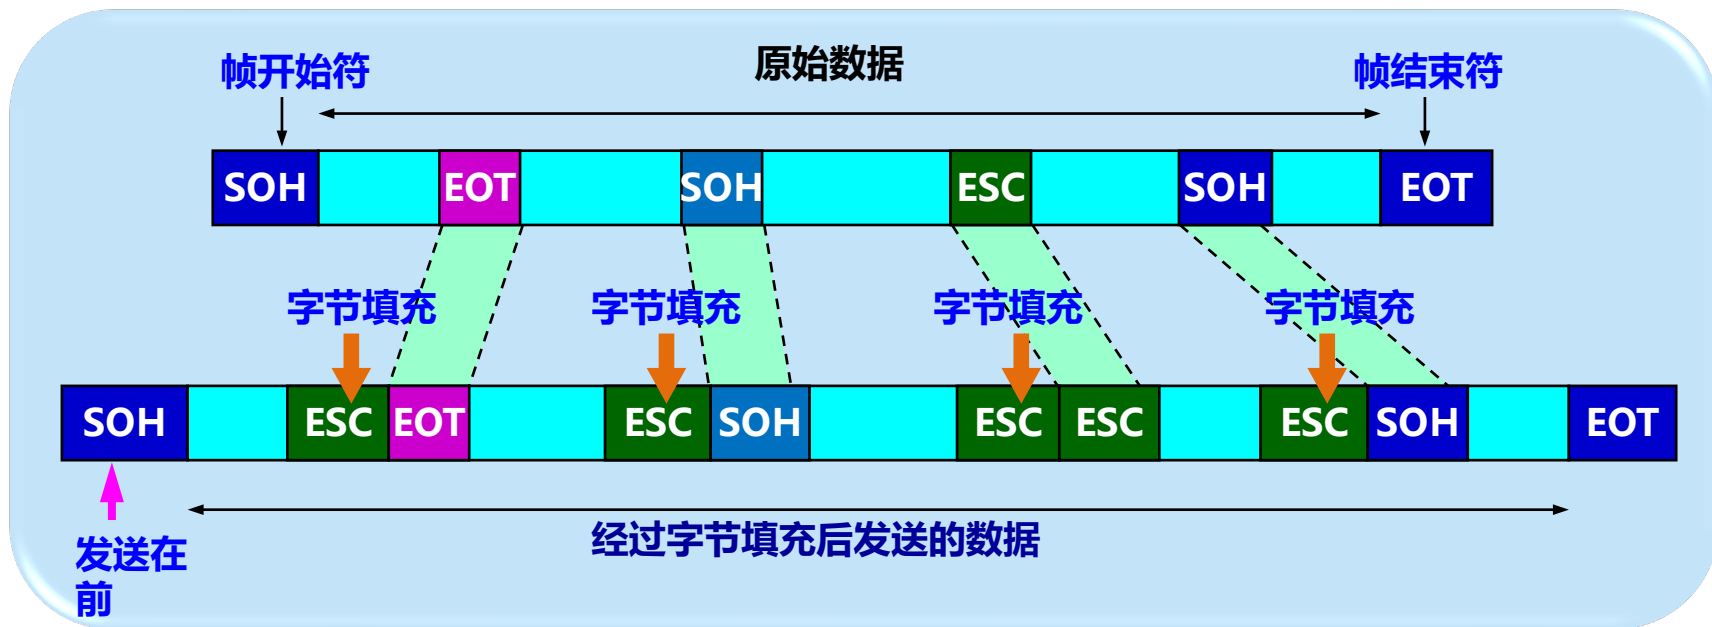 原始数据
帧开始符
帧结束符
SOH EOT SOH ESC SOH EOT
字节填充 字节填充 字节填充 字节填充
SOH ESC EOT ESC SOH ESC ESC ESC SOH EOT
经过字节填充后发送的数据
发送在
前